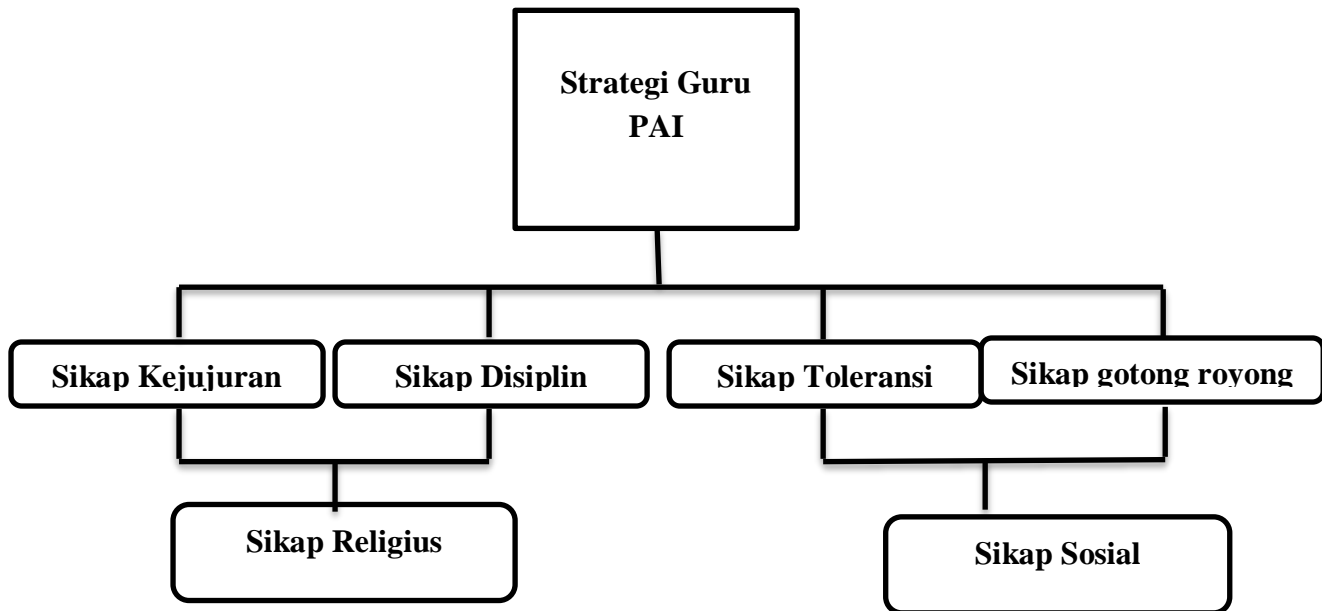 Strategi Guru
PAI
Sikap Kejujuran
Sikap Disiplin
Sikap Toleransi
Sikap gotong royong
Sikap Religius
Sikap Sosial